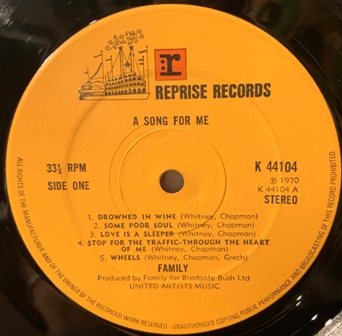 r
REPRISE RECORDS
A SONG FOR ME
33⅓ RPM
SIDE ONE
K 44104
℗ 1970
K 44104 A
STEREO
1. DROWNED IN WINE (Whitney, Chapman)
2. SOME POOR SOUL (Whitney, Chapman)
3. LOVE IS A SLEEPER (Whitney, Chapman)
4. STOP FOR THE TRAFFIC-THROUGH THE HEART
OF ME (Whitney, Chapman)
5. WHEELS (Whitney, Chapman, Grech)
FAMILY
Produced by Family for Bradgate-Bush Ltd
UNITED ARTISTS MUSIC
ALL RIGHTS OF THE MANUFACTURER AND OF THE OWNER OF THE RECORDED WORK RESERVED UNAUTHORISED COPYING PUBLIC PERFORMANCE AND BROADCASTING OF THIS RECORD PROHIBITED